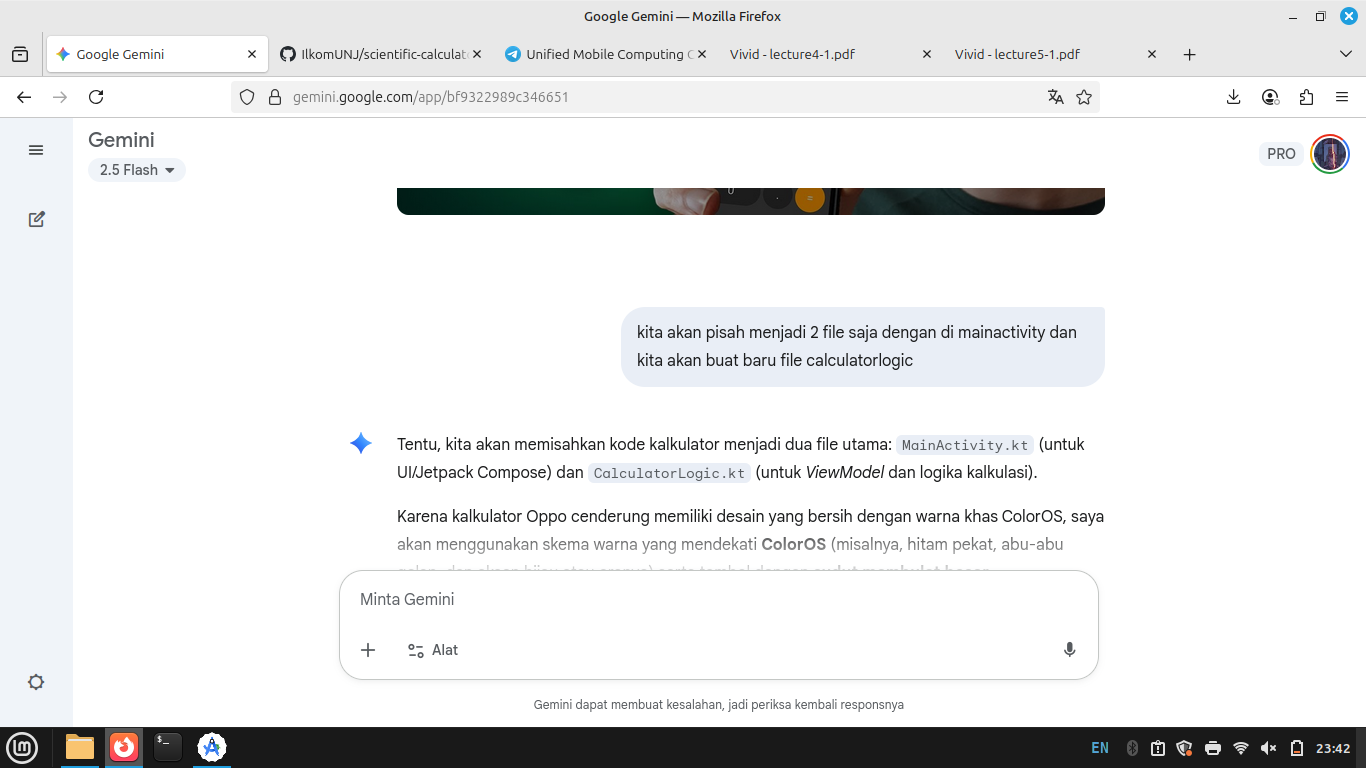 Google Gemini — Mozilla Firefox
Google Gemini
IlkomUNJ/scientific-calculat
Unified Mobile Computing C
Vivid - lecture4-1.pdf
Vivid - lecture5-1.pdf
gemini.google.com/app/bf9322989c346651
Gemini
2.5 Flash
PRO
kita akan pisah menjadi 2 file saja dengan di mainactivity dan
kita akan buat baru file calculatorlogic
Tentu, kita akan memisahkan kode kalkulator menjadi dua file utama: MainActivity.kt (untuk
UI/Jetpack Compose) dan CalculatorLogic.kt (untuk ViewModel dan logika kalkulasi).
Karena kalkulator Oppo cenderung memiliki desain yang bersih dengan warna khas ColorOS, saya
akan menggunakan skema warna yang mendekati ColorOS (misalnya, hitam pekat, abu-abu
Minta Gemini
Alat
Gemini dapat membuat kesalahan, jadi periksa kembali responsnya
EN
23:42